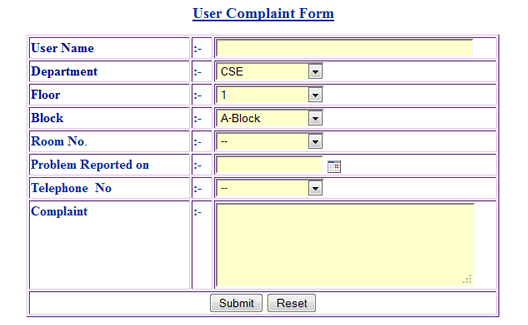 User Complaint Form
User Name :-
Department :- CSE
Floor :- 1
Block :- A-Block
Room No. :- --
Problem Reported on :-
Telephone No :- --
Complaint :-
Submit Reset